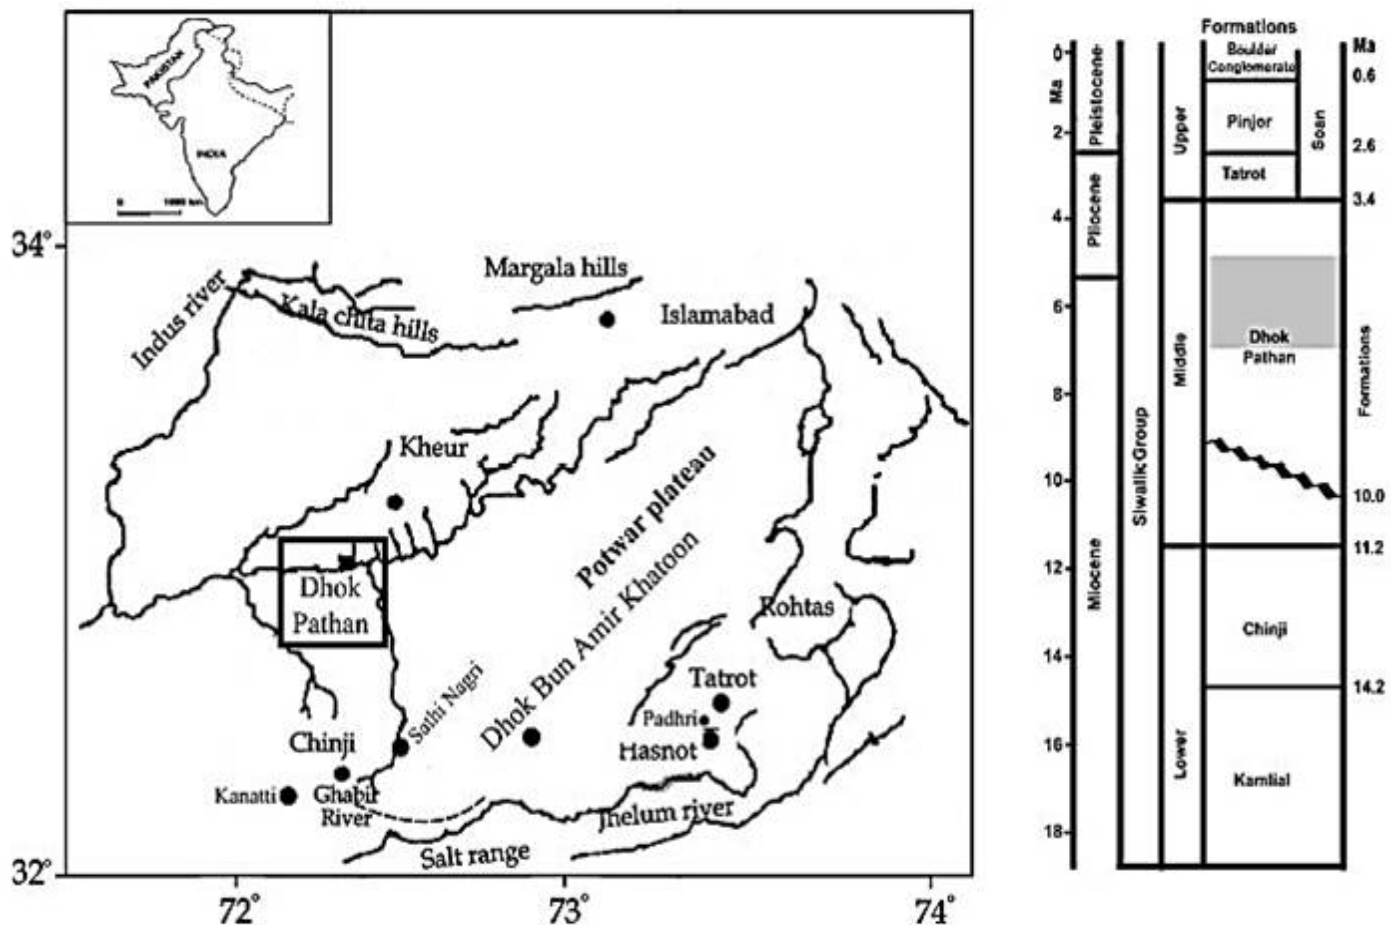 PAKISTAN
INDIA
0 1000 km
34°
Margala hills
Indus river
Kala chita hills
Islamabad
Kheur
Potwar plateau
Dhok
Pathan
Dhok Bun Amir Khatoon
Rohtas
Sathi Nagri
Tatrot
Padhri
Hasnot
Chinji
Kanatti
Ghabir
River
Jhelum river
Salt range
32°
72°
73°
74°
Formations
Ma
0
2
4
6
8
10
12
14
16
18
Pleistocene
Pliocene
Miocene
Siwalik Group
Upper
Middle
Lower
Boulder
Conglomerate
Pinjor
Tatrot
Soan
Dhok
Pathan
Chinji
Kamlial
Ma
0.6
2.6
3.4
Formations
10.0
11.2
14.2